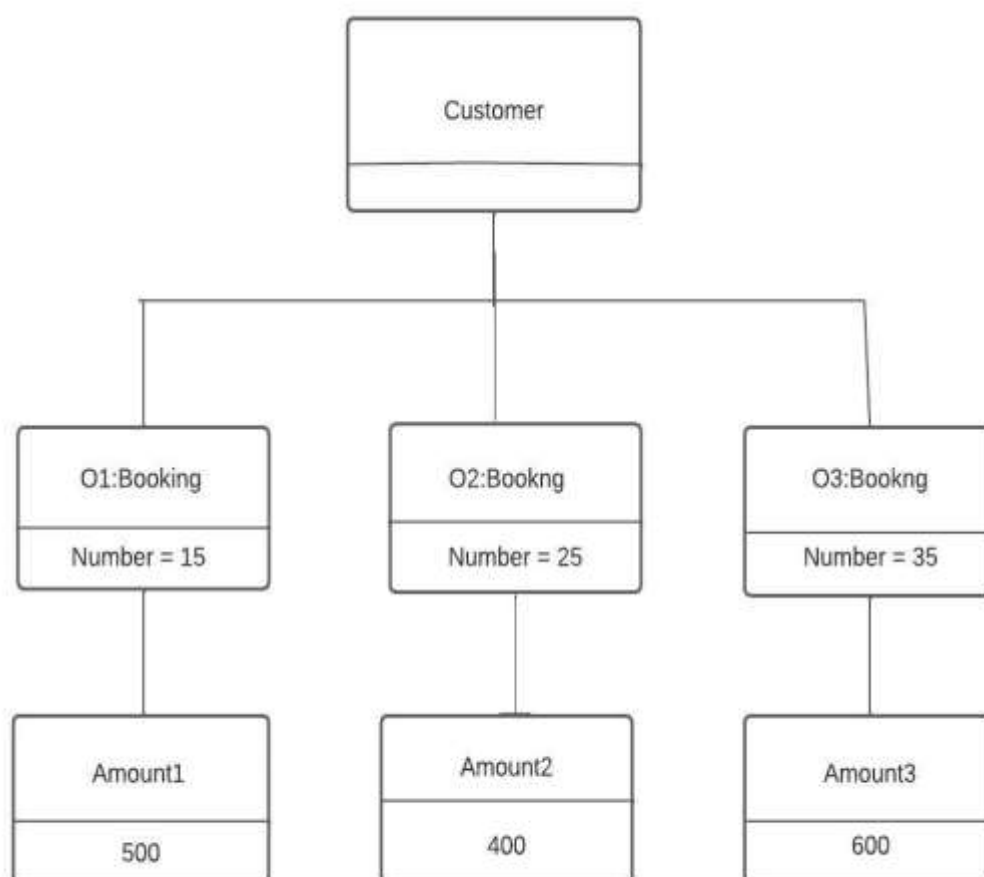 Customer
O1:Booking
O2:Bookng
O3:Bookng
Number = 15
Number = 25
Number = 35
Amount1
Amount2
Amount3
500
400
600